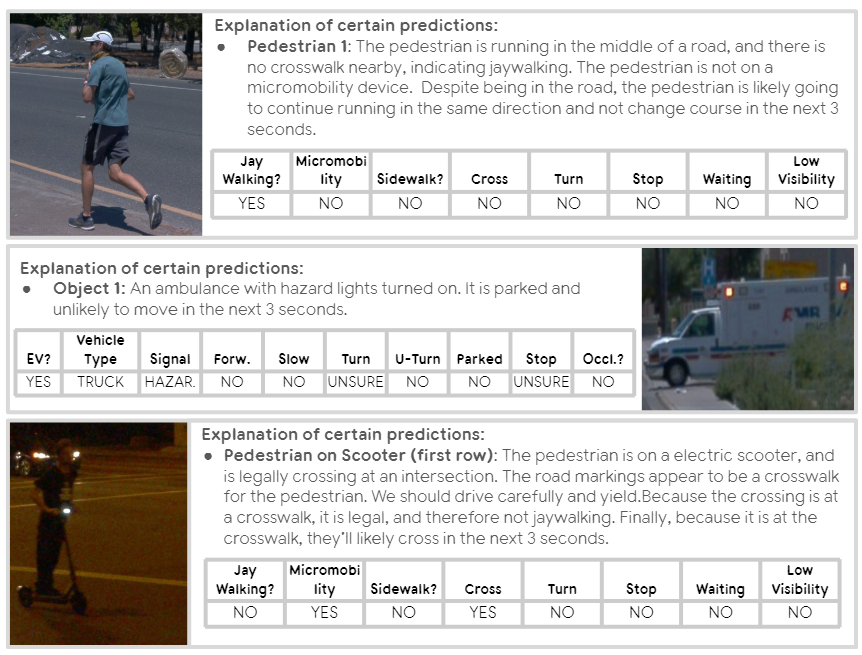 Explanation of certain predictions:
● Pedestrian 1: The pedestrian is running in the middle of a road, and there is
no crosswalk nearby, indicating jaywalking. The pedestrian is not on a
micromobility device. Despite being in the road, the pedestrian is likely going
to continue running in the same direction and not change course in the next 3
seconds.
Jay Walking? Micromobi lity Sidewalk? Cross Turn Stop Waiting Low Visibility
YES NO NO NO NO NO NO NO
Explanation of certain predictions:
● Object 1: An ambulance with hazard lights turned on. It is parked and
unlikely to move in the next 3 seconds.
EV? Vehicle Type Signal Forw. Slow Turn U-Turn Parked Stop Occl.?
YES TRUCK HAZAR. NO NO UNSURE NO NO UNSURE NO
H
Explanation of certain predictions:
● Pedestrian on Scooter (first row): The pedestrian is on a electric scooter, and
is legally crossing at an intersection. The road markings appear to be a crosswalk
for the pedestrian. We should drive carefully and yield.Because the crossing is at
a crosswalk, it is legal, and therefore not jaywalking. Finally, because it is at the
crosswalk, they'll likely cross in the next 3 seconds.
Jay Walking? Micromobi lity Sidewalk? Cross Turn Stop Waiting Low Visibility
NO YES NO YES NO NO NO NO